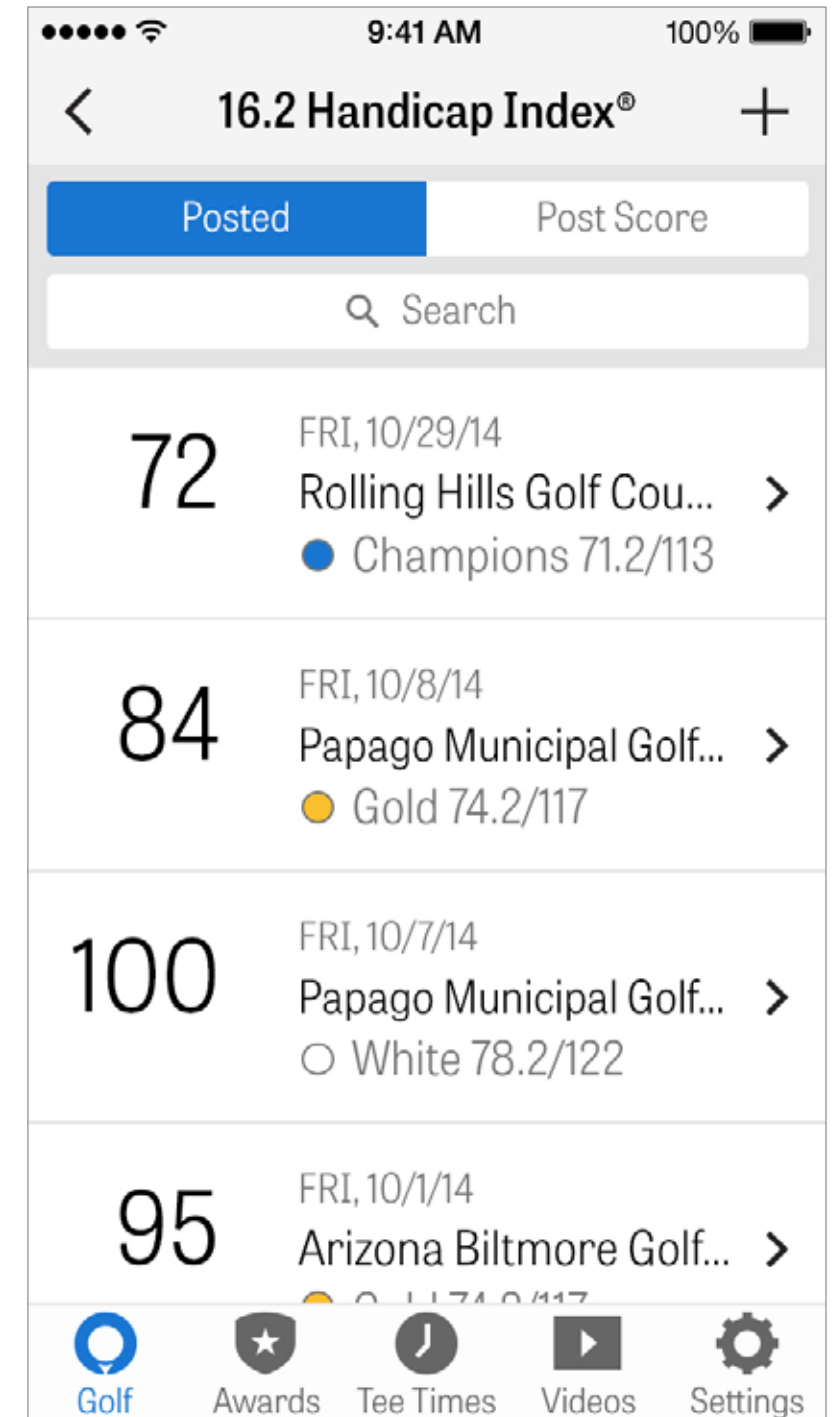 9:41 AM 100%
16.2 Handicap Index®
Posted Post Score
Search
72
FRI, 10/29/14
Rolling Hills Golf Cou...
Champions 71.2/113
84
FRI, 10/8/14
Papago Municipal Golf...
Gold 74.2/117
100
FRI, 10/7/14
Papago Municipal Golf...
White 78.2/122
95
FRI, 10/1/14
Arizona Biltmore Golf...
Golf Awards Tee Times Videos Settings